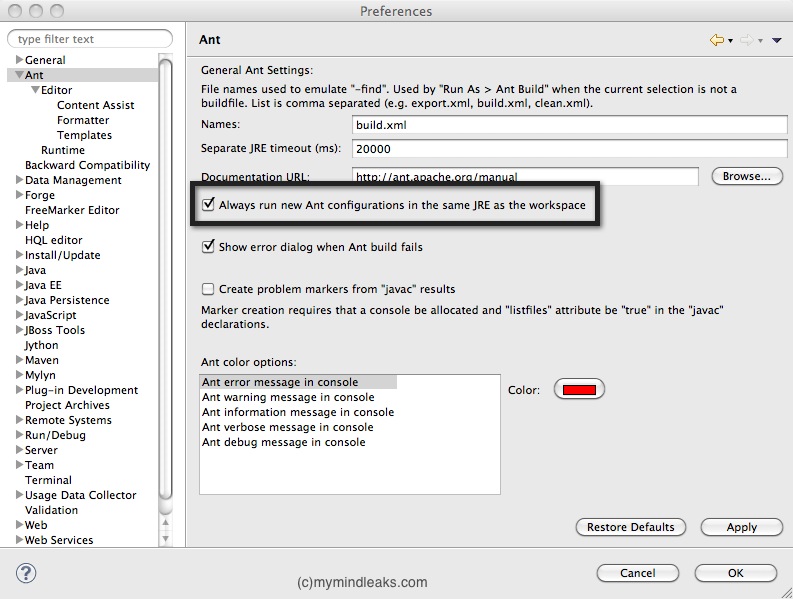 Preferences
type filter text
General
Ant
Editor
Content Assist
Formatter
Templates
Runtime
Backward Compatibility
Data Management
Forge
FreeMarker Editor
Help
HQL editor
Install/Update
Java
Java EE
Java Persistence
JavaScript
JBoss Tools
Jython
Maven
Mylyn
Plug-in Development
Project Archives
Remote Systems
Run/Debug
Server
Team
Terminal
Usage Data Collector
Validation
Web
Web Services
Ant
General Ant Settings:
File names used to emulate "-find". Used by "Run As > Ant Build" when the current selection is not a
buildfile. List is comma separated (e.g. export.xml, build.xml, clean.xml).
Names: build.xml
Separate JRE timeout (ms): 20000
Documentation URL: http://ant.apache.org/manual Browse...
Always run new Ant configurations in the same JRE as the workspace
Show error dialog when Ant build fails
Create problem markers from "javac" results
Marker creation requires that a console be allocated and "listfiles" attribute be "true" in the "javac"
declarations.
Ant color options:
Ant error message in console
Ant warning message in console
Ant information message in console
Ant verbose message in console
Ant debug message in console
Color:
Restore Defaults Apply
? (c)mymindleaks.com Cancel OK